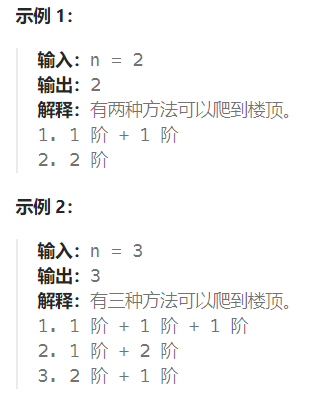 示例 1：
输入：n = 2
输出：2
解释：有两种方法可以爬到楼顶。
1. 1 阶 + 1 阶
2. 2 阶
示例 2：
输入：n = 3
输出：3
解释：有三种方法可以爬到楼顶。
1. 1 阶 + 1 阶 + 1 阶
2. 1 阶 + 2 阶
3. 2 阶 + 1 阶